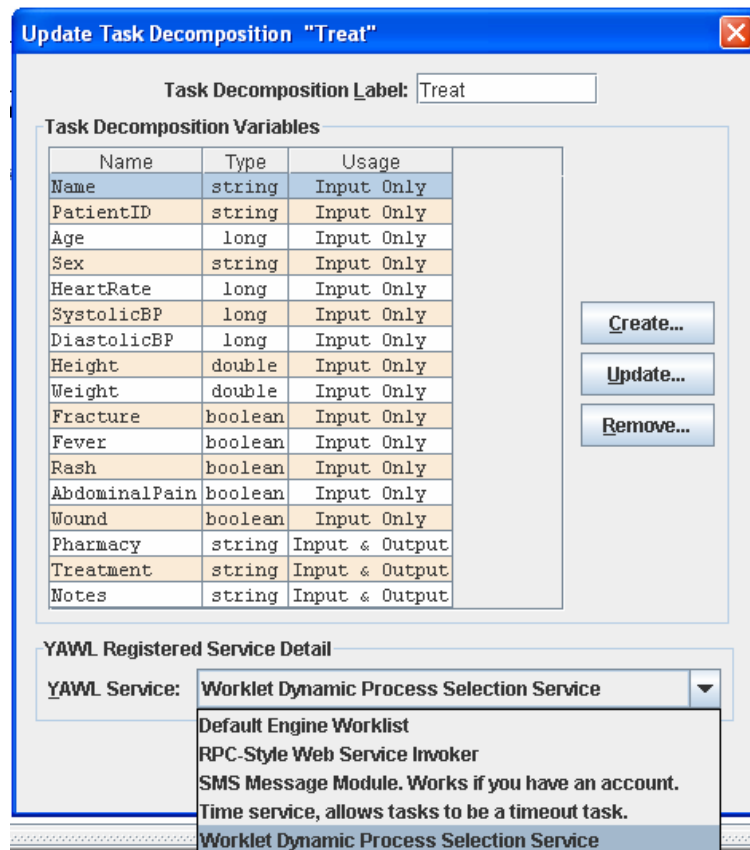 Update Task Decomposition "Treat"
Task Decomposition Label: Treat
Task Decomposition Variables
Name Type Usage
Name string Input Only
PatientID string Input Only
Age long Input Only
Sex string Input Only
HeartRate long Input Only
SystolicBP long Input Only
DiastolicBP long Input Only
Height double Input Only
Weight double Input Only
Fracture boolean Input Only
Fever boolean Input Only
Rash boolean Input Only
AbdominalPain boolean Input Only
Wound boolean Input Only
Pharmacy string Input & Output
Treatment string Input & Output
Notes string Input & Output
Create...
Update...
Remove...
YAWL Registered Service Detail
YAWL Service: Worklet Dynamic Process Selection Service
Default Engine Worklist
RPC-Style Web Service Invoker
SMS Message Module. Works if you have an account.
Time service, allows tasks to be a timeout task.
Worklet Dynamic Process Selection Service